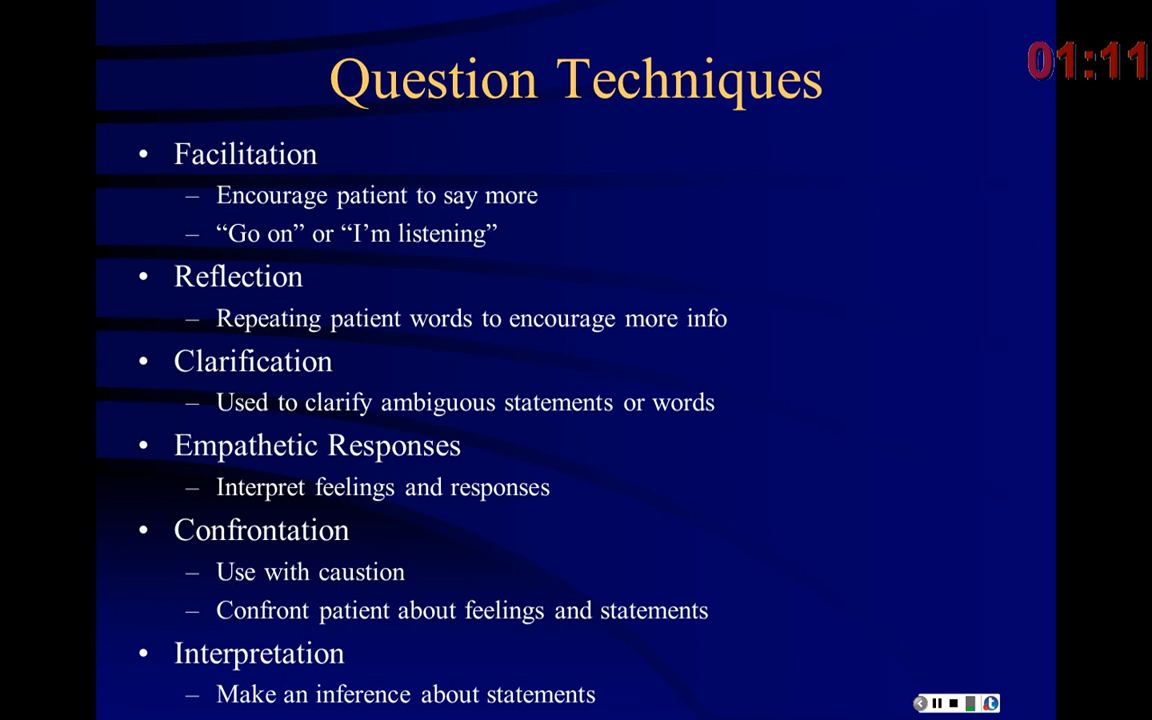 Question Techniques
01:11
• Facilitation
– Encourage patient to say more
– “Go on” or “I’m listening”
• Reflection
– Repeating patient words to encourage more info
• Clarification
– Used to clarify ambiguous statements or words
• Empathetic Responses
– Interpret feelings and responses
• Confrontation
– Use with caustion
– Confront patient about feelings and statements
• Interpretation
– Make an inference about statements